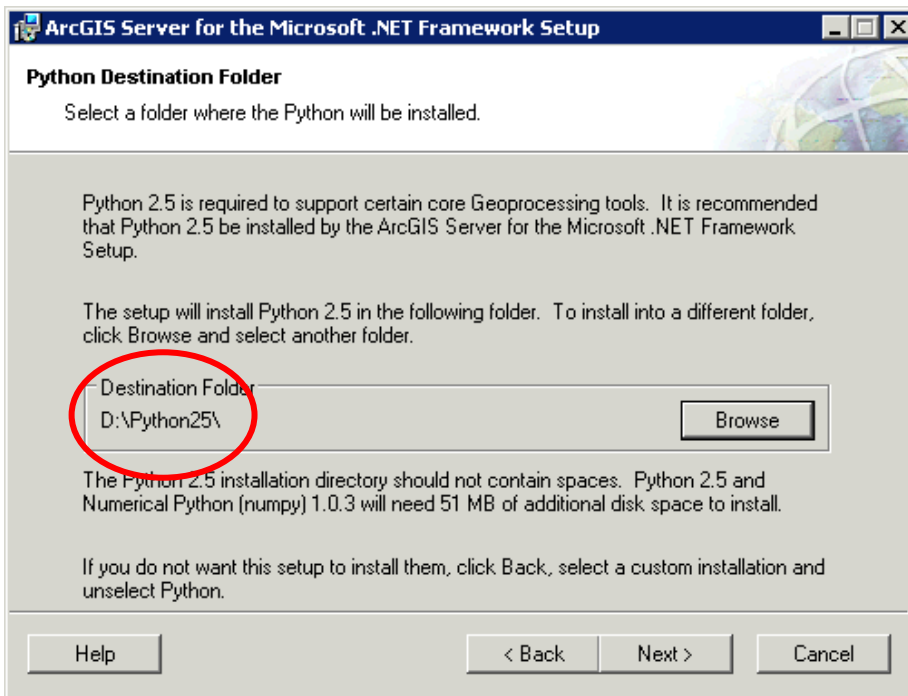 ArcGIS Server for the Microsoft .NET Framework Setup
Python Destination Folder
Select a folder where the Python will be installed.
Python 2.5 is required to support certain core Geoprocessing tools. It is recommended
that Python 2.5 be installed by the ArcGIS Server for the Microsoft .NET Framework
Setup.
The setup will install Python 2.5 in the following folder. To install into a different folder,
click Browse and select another folder.
Destination Folder
D:\Python25\
Browse
The Python 2.5 installation directory should not contain spaces. Python 2.5 and
Numerical Python (numpy) 1.0.3 will need 51 MB of additional disk space to install.
If you do not want this setup to install them, click Back, select a custom installation and
unselect Python.
Help
< Back
Next >
Cancel